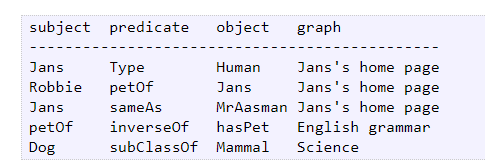 subject predicate object graph
--------------------------------------------------
Jans Type Human Jans's home page
Robbie petOf Jans Jans's home page
Jans sameAs MrAasman Jans's home page
petOf inverseOf hasPet English grammar
Dog subClassOf Mammal Science